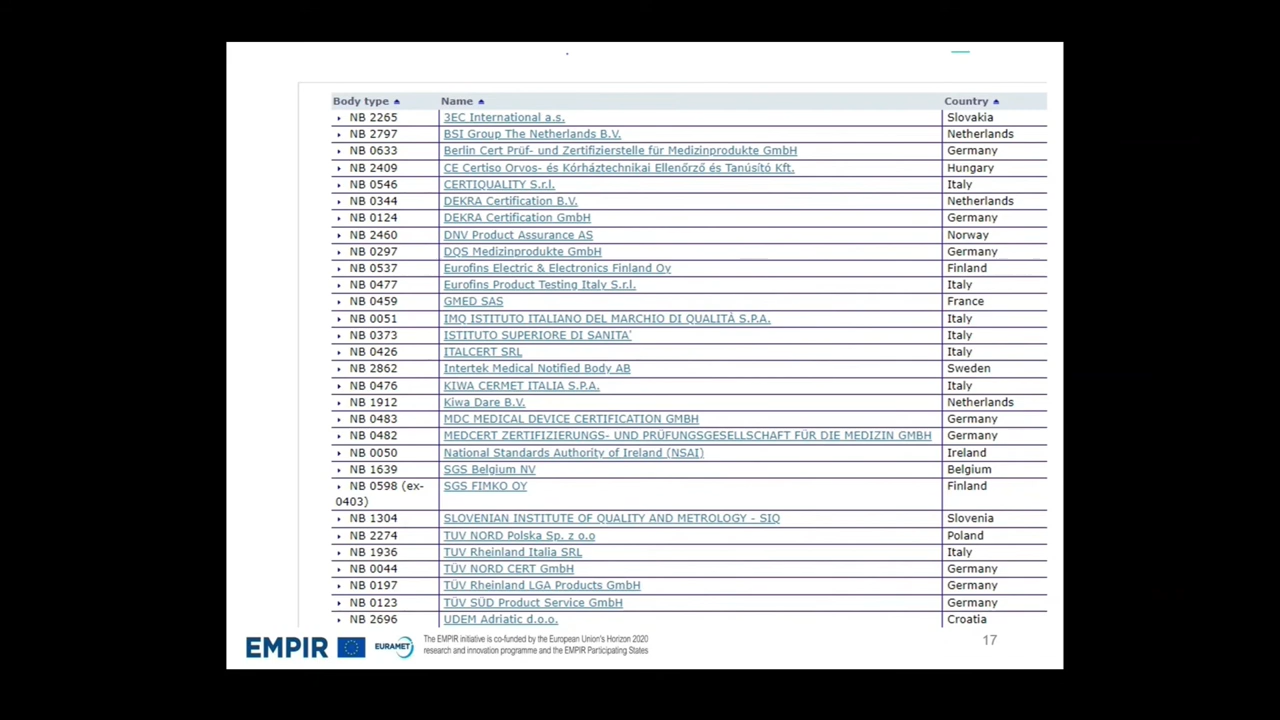 Body type Name Country
NB 2265 3EC International a.s. Slovakia
NB 2797 BSI Group The Netherlands B.V. Netherlands
NB 0633 Berlin Cert Prüf- und Zertifizierstelle für Medizinprodukte GmbH Germany
NB 2409 CE Certiso Orvos- és Kórháztechnikai Ellenőrző és Tanúsító Kft. Hungary
NB 0546 CERTIQUALITY S.r.l. Italy
NB 0344 DEKRA Certification B.V. Netherlands
NB 0124 DEKRA Certification GmbH Germany
NB 2460 DNV Product Assurance AS Norway
NB 0297 DQS Medizinprodukte GmbH Germany
NB 0537 Eurofins Electric & Electronics Finland Oy Finland
NB 0477 Eurofins Product Testing Italy S.r.l. Italy
NB 0459 GMED SAS France
NB 0051 IMQ ISTITUTO ITALIANO DEL MARCHIO DI QUALITÀ S.P.A. Italy
NB 0373 ISTITUTO SUPERIORE DI SANITA' Italy
NB 0426 ITALCERT SRL Italy
NB 2862 Intertek Medical Notified Body AB Sweden
NB 0476 KIWA CERMET ITALIA S.P.A. Italy
NB 1912 Kiwa Dare B.V. Netherlands
NB 0483 MDC MEDICAL DEVICE CERTIFICATION GMBH Germany
NB 0482 MEDCERT ZERTIFIZIERUNGS- UND PRÜFUNGSGESELLSCHAFT FÜR DIE MEDIZIN GMBH Germany
NB 0050 National Standards Authority of Ireland (NSAI) Ireland
NB 1639 SGS Belgium NV Belgium
NB 0598 (ex- SGS FIMKO OY Finland
0403)
NB 1304 SLOVENIAN INSTITUTE OF QUALITY AND METROLOGY - SIQ Slovenia
NB 2274 TUV NORD Polska Sp. z o.o Poland
NB 1936 TUV Rheinland Italia SRL Italy
NB 0044 TÜV NORD CERT GmbH Germany
NB 0197 TÜV Rheinland LGA Products GmbH Germany
NB 0123 TÜV SÜD Product Service GmbH Germany
NB 2696 UDEM Adriatic d.o.o. Croatia
EMPIR EURAMET The EMPIR initiative is co-funded by the European Union's Horizon 2020
research and innovation programme and the EMPIR Participating States
17